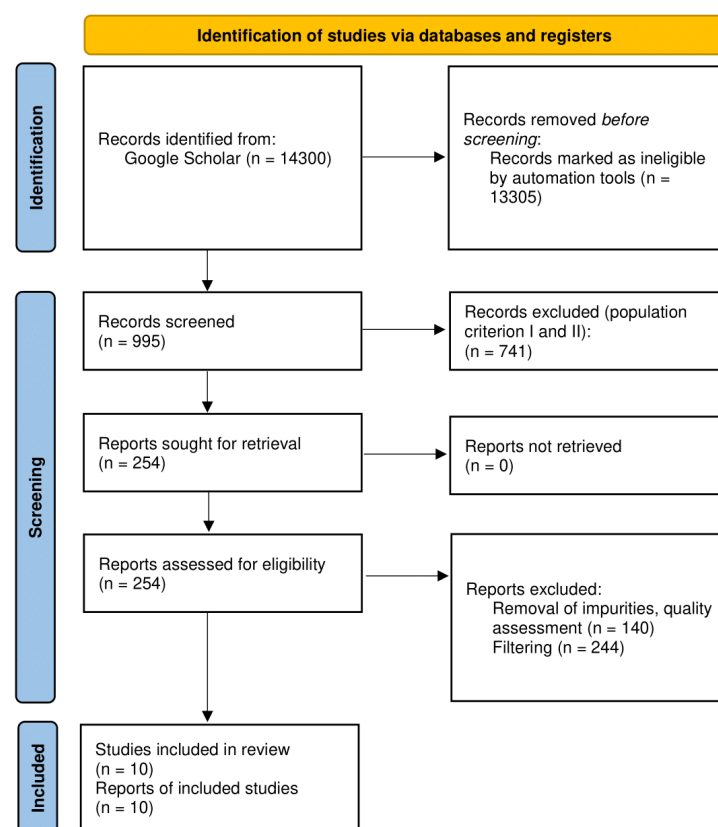 Identification of studies via databases and registers
Identification
Records identified from:
Google Scholar (n = 14300)
Records removed before
screening:
Records marked as ineligible
by automation tools (n =
13305)
Screening
Records screened
(n = 995)
Records excluded (population
criterion I and II):
(n = 741)
Reports sought for retrieval
(n = 254)
Reports not retrieved
(n = 0)
Reports assessed for eligibility
(n = 254)
Reports excluded:
Removal of impurities, quality
assessment (n = 140)
Filtering (n = 244)
Included
Studies included in review
(n = 10)
Reports of included studies
(n = 10)